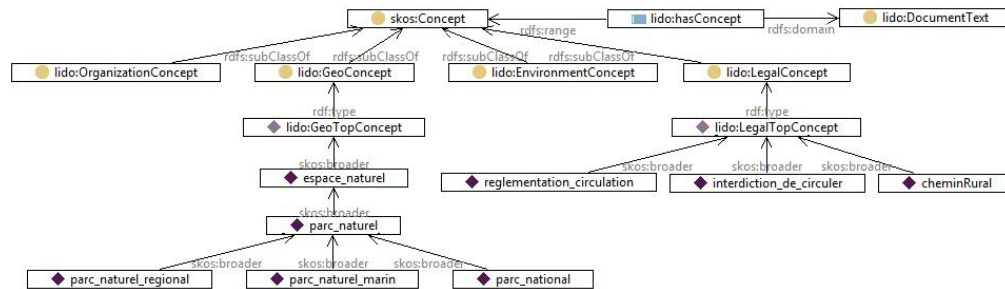 skos:Concept
lido:hasConcept
lido:DocumentText
rdfs:range
rdfs:domain
rdfs:subClassOf
rdfs:subClassOf
rdfs:subClassOf
rdfs:subClassOf
lido:OrganizationConcept
lido:GeoConcept
lido:EnvironmentConcept
lido:LegalConcept
rdf:type
rdf:type
lido:GeoTopConcept
lido:LegalTopConcept
skos:broader
skos:broader
skos:broader
skos:broader
espace_naturel
reglementation_circulation
interdiction_de_circuler
cheminRural
skos:broader
parc_naturel
skos:broader
skos:broader
skos:broader
parc_naturel_regional
parc_naturel_marin
parc_national